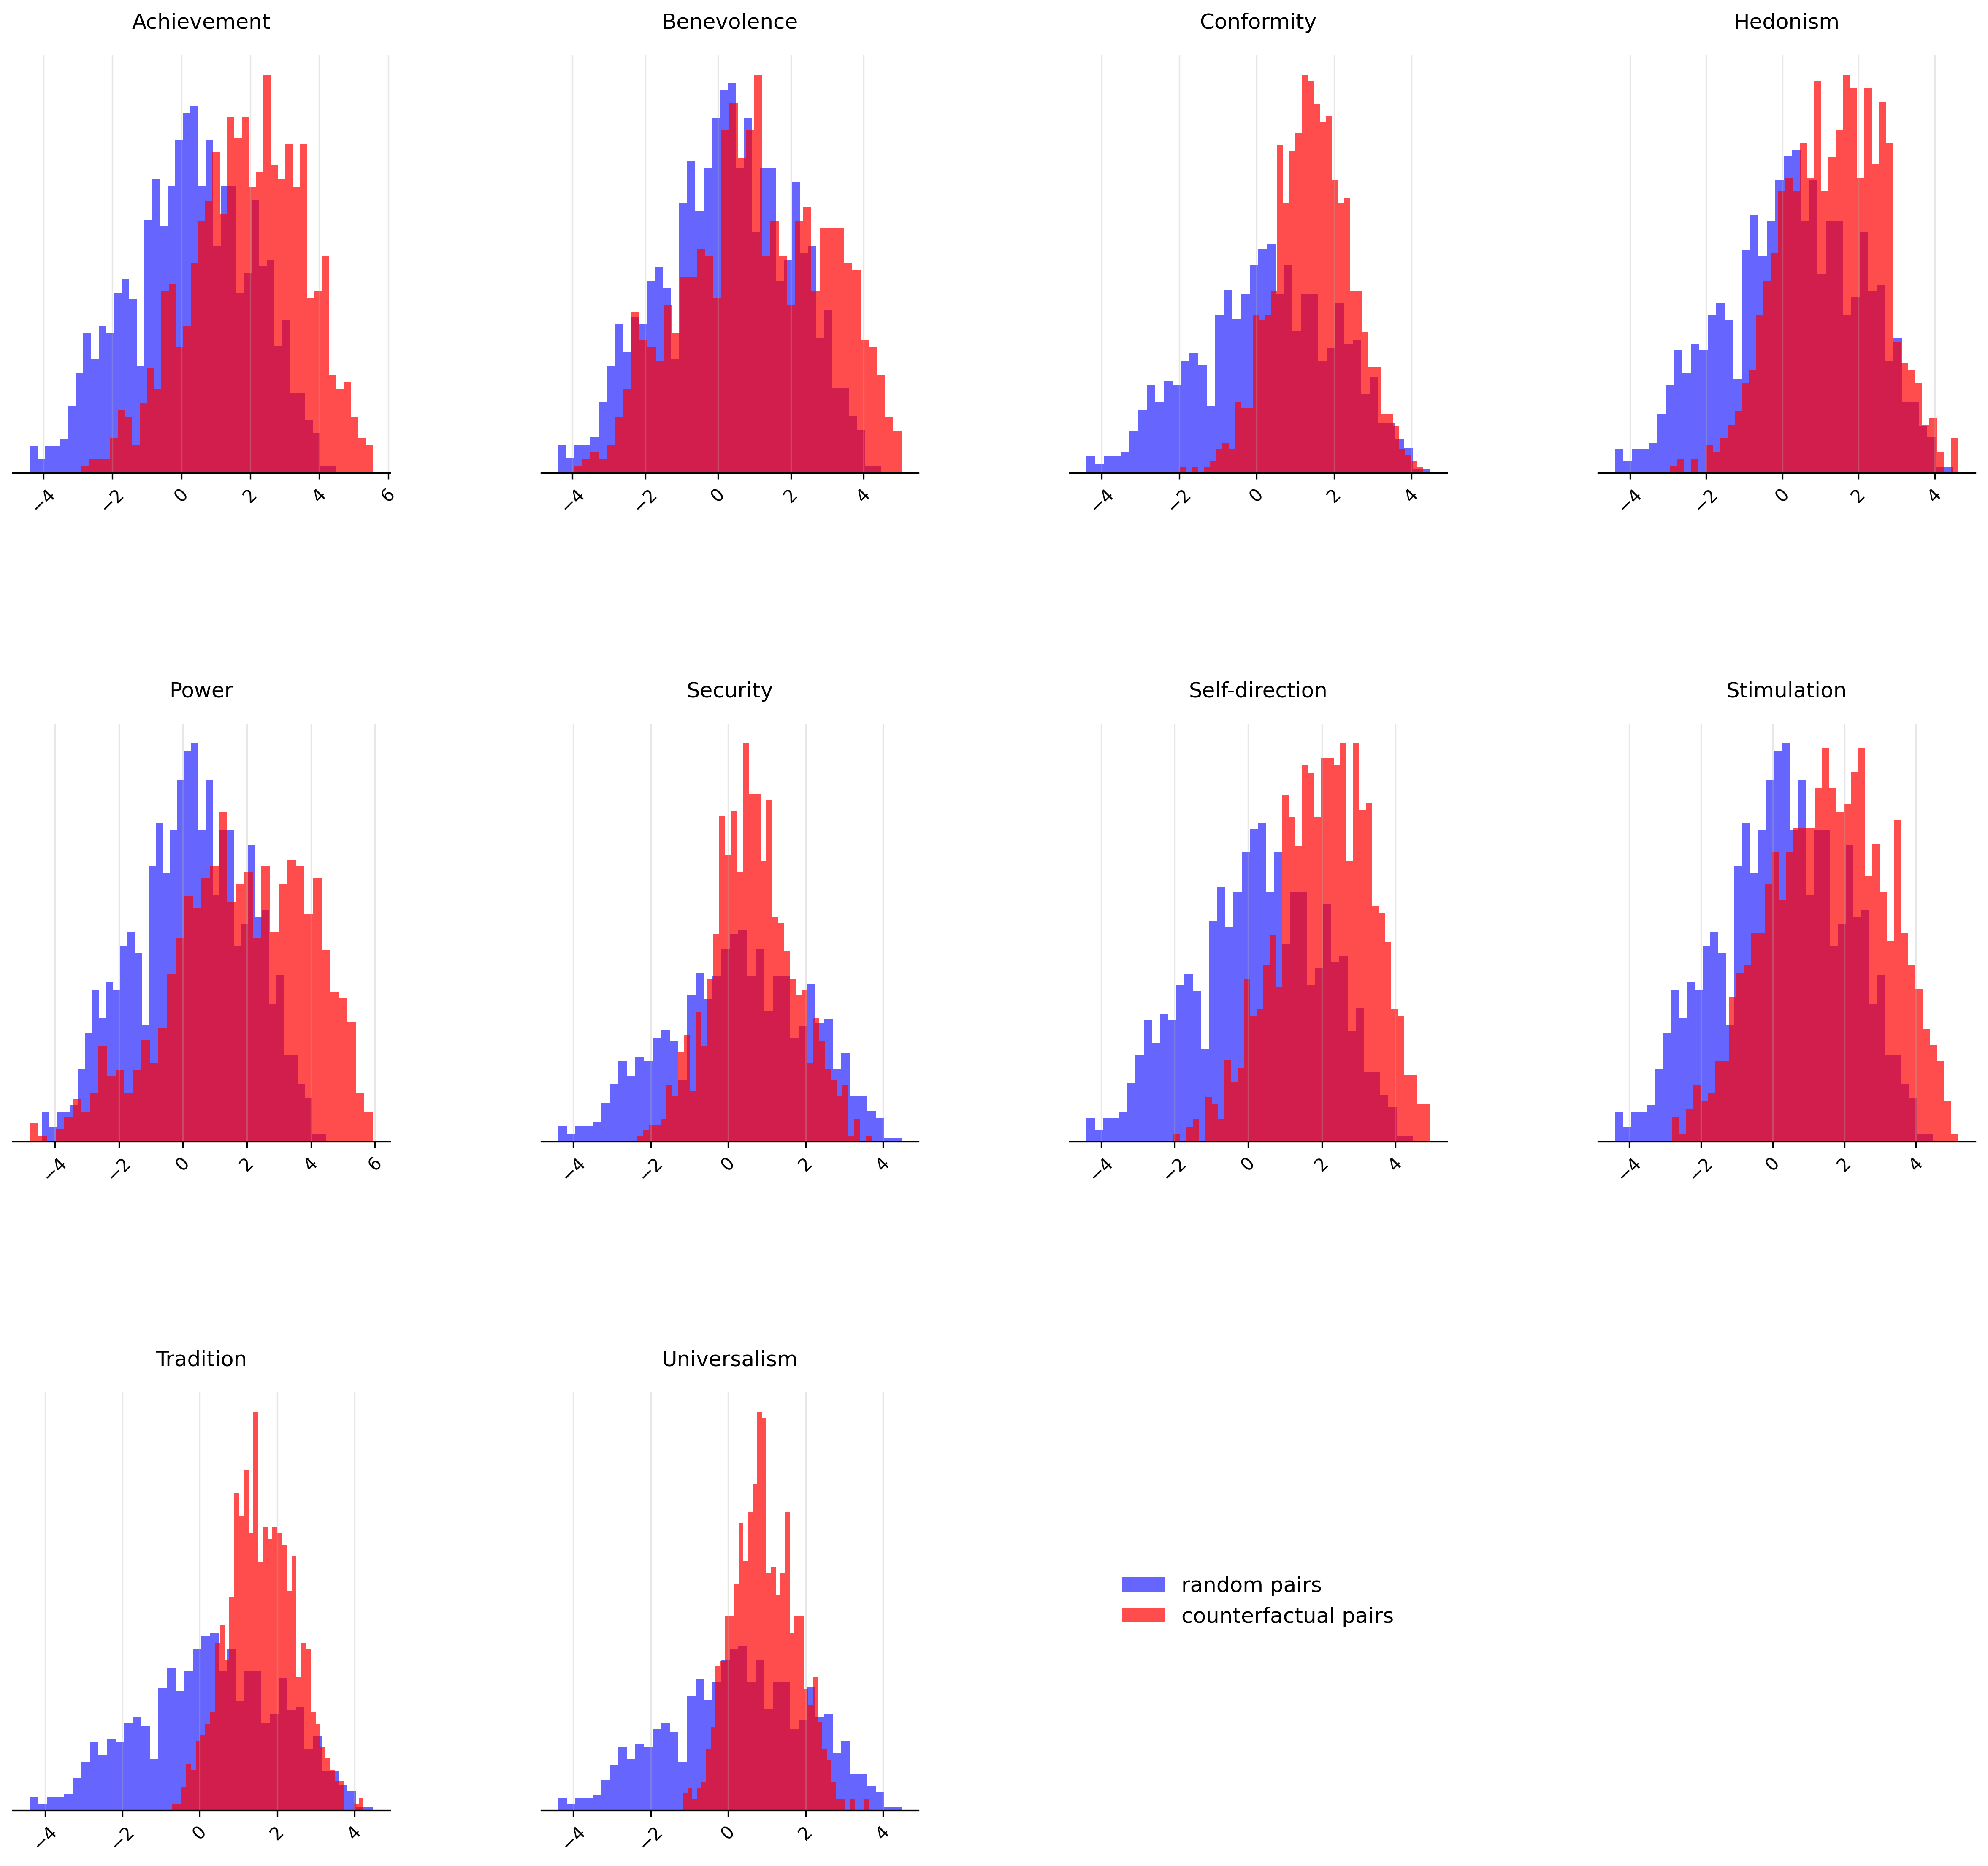 Achievement
Benevolence
Conformity
Hedonism
−4 −2 0 2 4 6
−4 −2 0 2 4
−4 −2 0 2 4
−4 −2 0 2 4
Power
Security
Self-direction
Stimulation
−4 −2 0 2 4 6
−4 −2 0 2 4
−4 −2 0 2 4
−4 −2 0 2 4
Tradition
Universalism
random pairs
counterfactual pairs
−4 −2 0 2 4
−4 −2 0 2 4